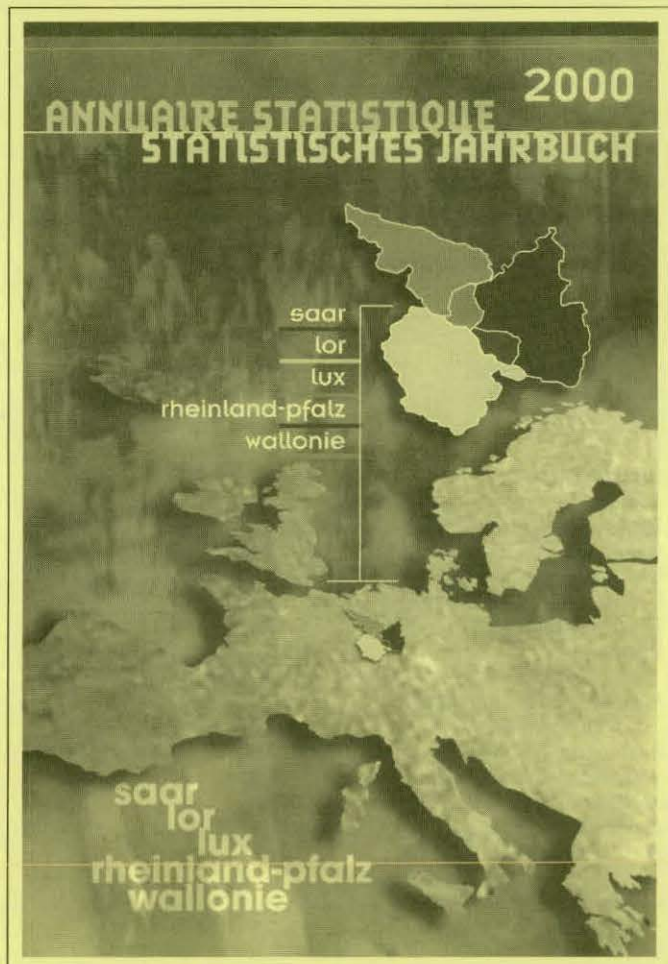 2000
ANNUAIRE STATISTIQUE
STATISTISCHES JAHRBUCH
saar
lor
lux
rheinland-pfalz
wallonie
saar
lor
lux
rheinland-pfalz
wallonie